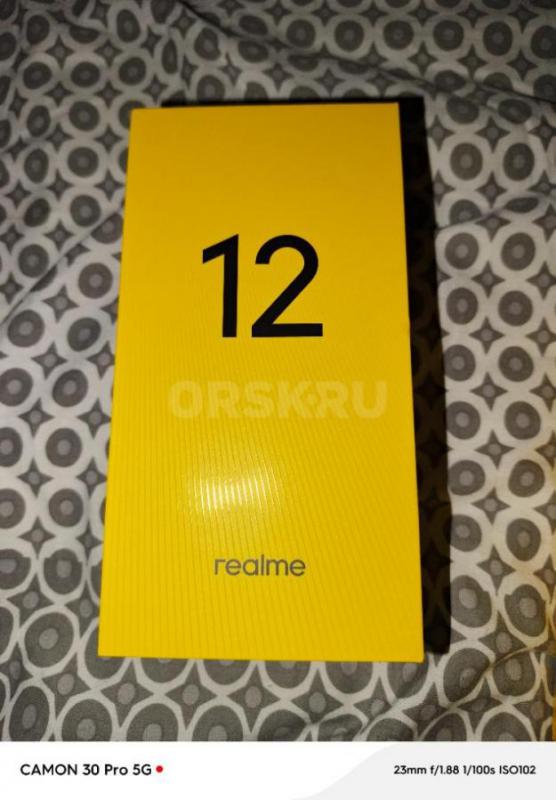 12
ORSK.RU
realme
CAMON 30 Pro 5G
23mm f/1.88 1/100s ISO102